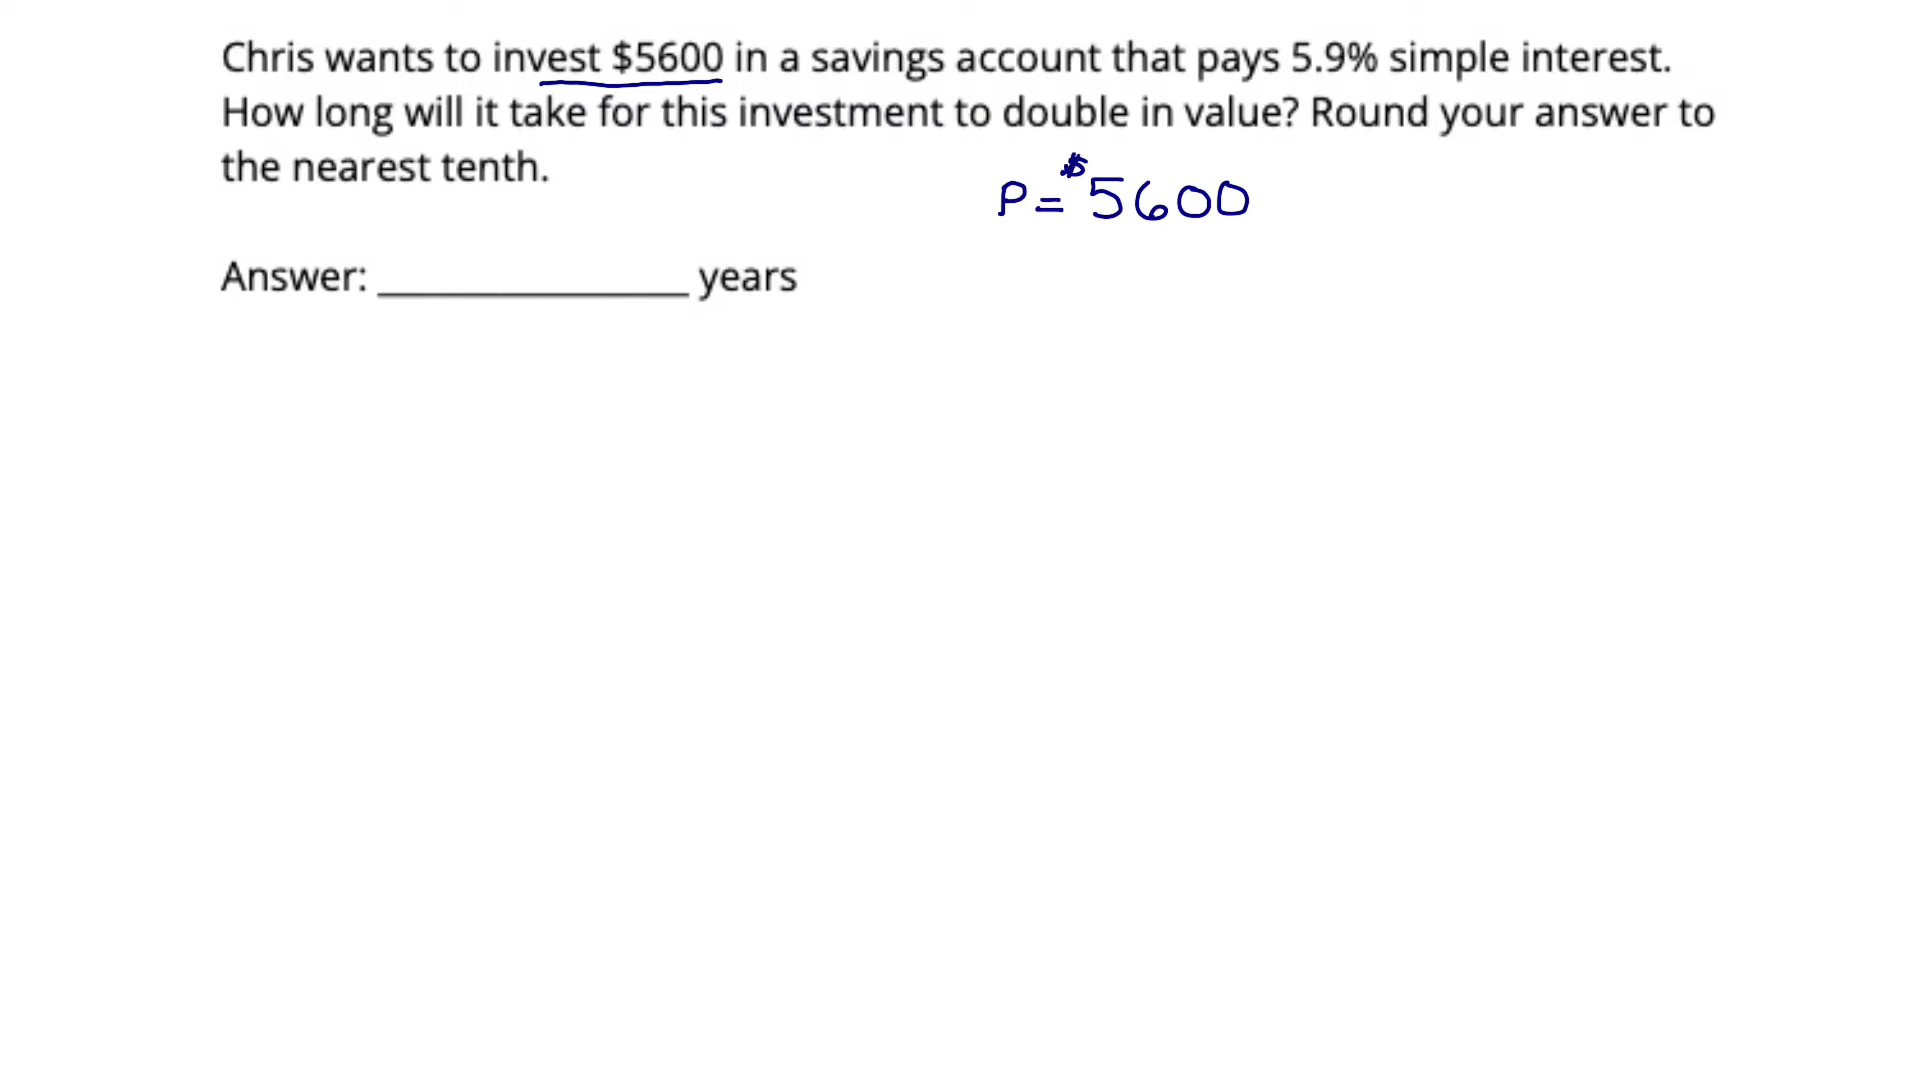 Chris wants to invest $5600 in a savings account that pays 5.9% simple interest.
How long will it take for this investment to double in value? Round your answer to
the nearest tenth.
P = $5600
Answer: ______________ years